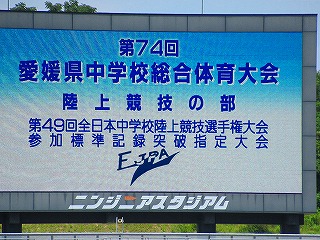 第74回
愛媛県中学校総合体育大会
陸上競技の部
第49回全日本中学校陸上競技選手権大会
参加標準記録突破指定大会
E.J.P.A
ニンジニアスタジアム